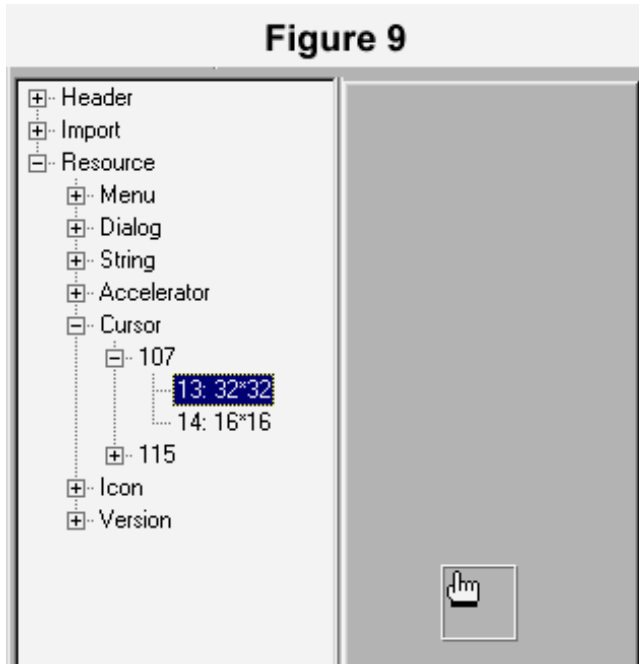 Figure 9
Header
Import
Resource
Menu
Dialog
String
Accelerator
Cursor
107
13: 32*32
14: 16*16
115
Icon
Version